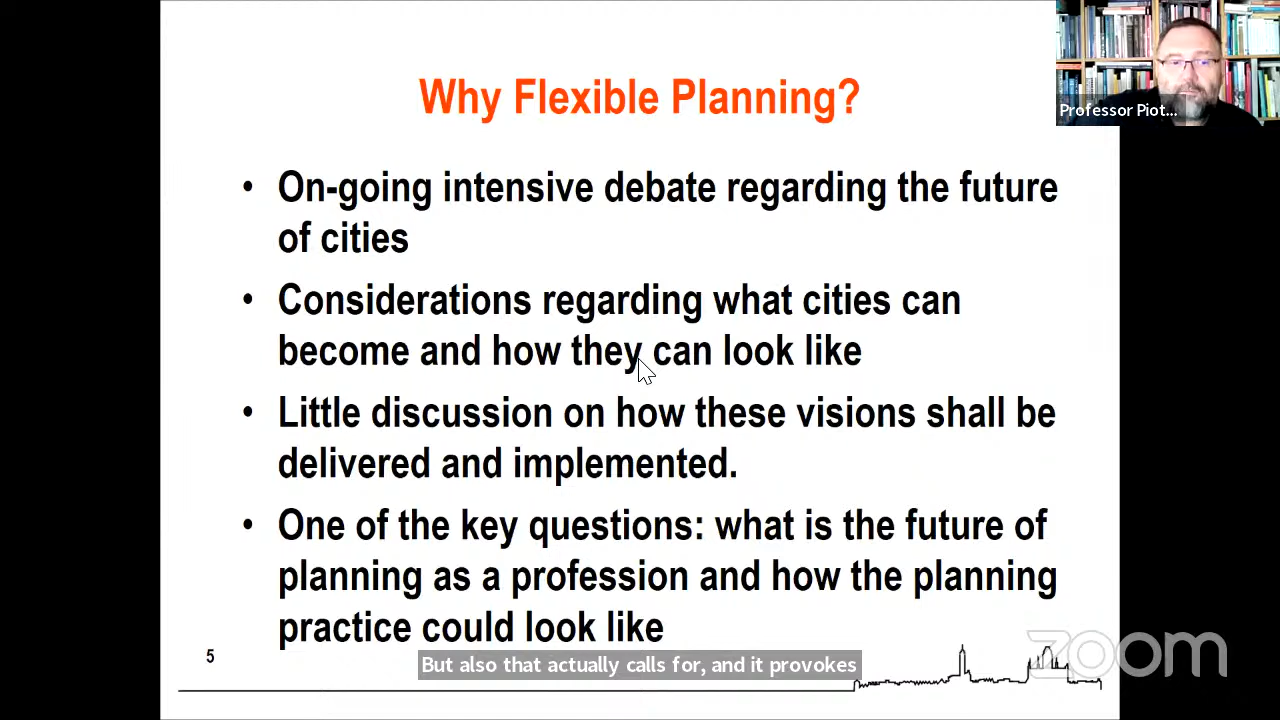 Why Flexible Planning?
Professor Piot...
• On-going intensive debate regarding the future
of cities
• Considerations regarding what cities can
become and how they can look like
• Little discussion on how these visions shall be
delivered and implemented.
• One of the key questions: what is the future of
planning as a profession and how the planning
practice could look like
5
But also that actually calls for, and it provokes
zoom